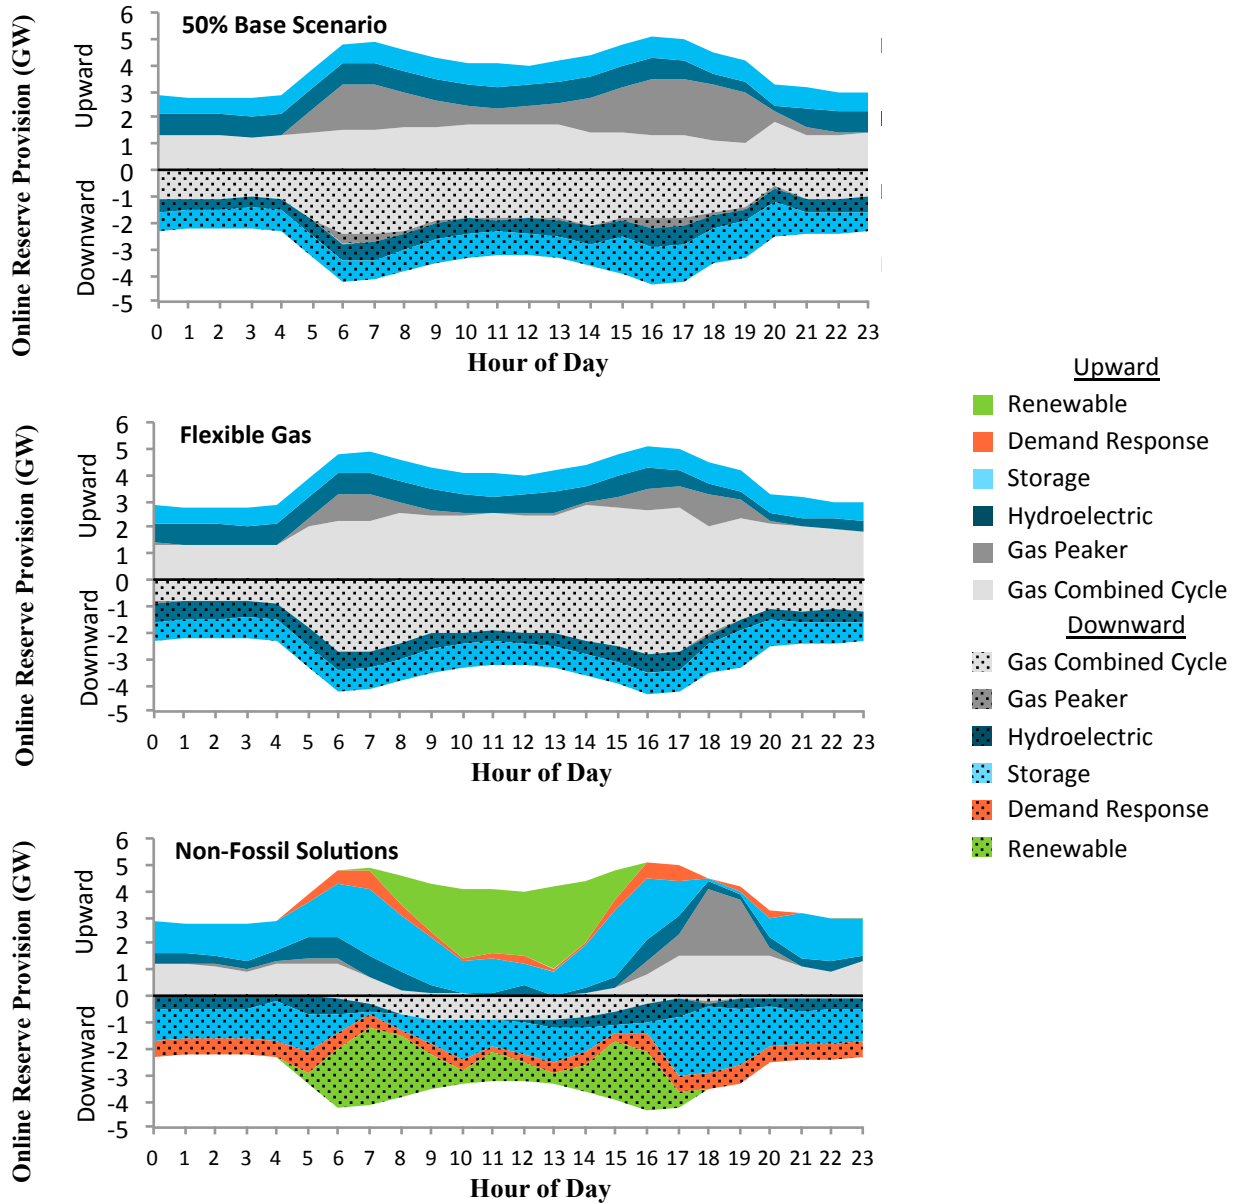 50% Base Scenario
Online Reserve Provision (GW)
Upward
Downward
6
5
4
3
2
1
0
-1
-2
-3
-4
-5
0 1 3 3 4 5 6 7 8 9 10 11 12 13 14 15 16 17 18 19 20 21 22 23
Hour of Day
Flexible Gas
Online Reserve Provision (GW)
Upward
Downward
6
5
4
3
2
1
0
-1
-2
-3
-4
-5
0 1 2 3 4 5 6 7 8 9 10 11 12 13 14 15 16 17 18 19 20 21 22 23
Hour of Day
Non-Fossil Solutions
Online Reserve Provision (GW)
Upward
Downward
6
5
4
3
2
1
0
-1
-2
-3
-4
-5
0 1 2 3 4 5 6 7 8 9 10 11 12 13 14 15 16 17 18 19 20 21 22 23
Hour of Day
Upward
Renewable
Demand Response
Storage
Hydroelectric
Gas Peaker
Gas Combined Cycle
Downward
Gas Combined Cycle
Gas Peaker
Hydroelectric
Storage
Demand Response
Renewable